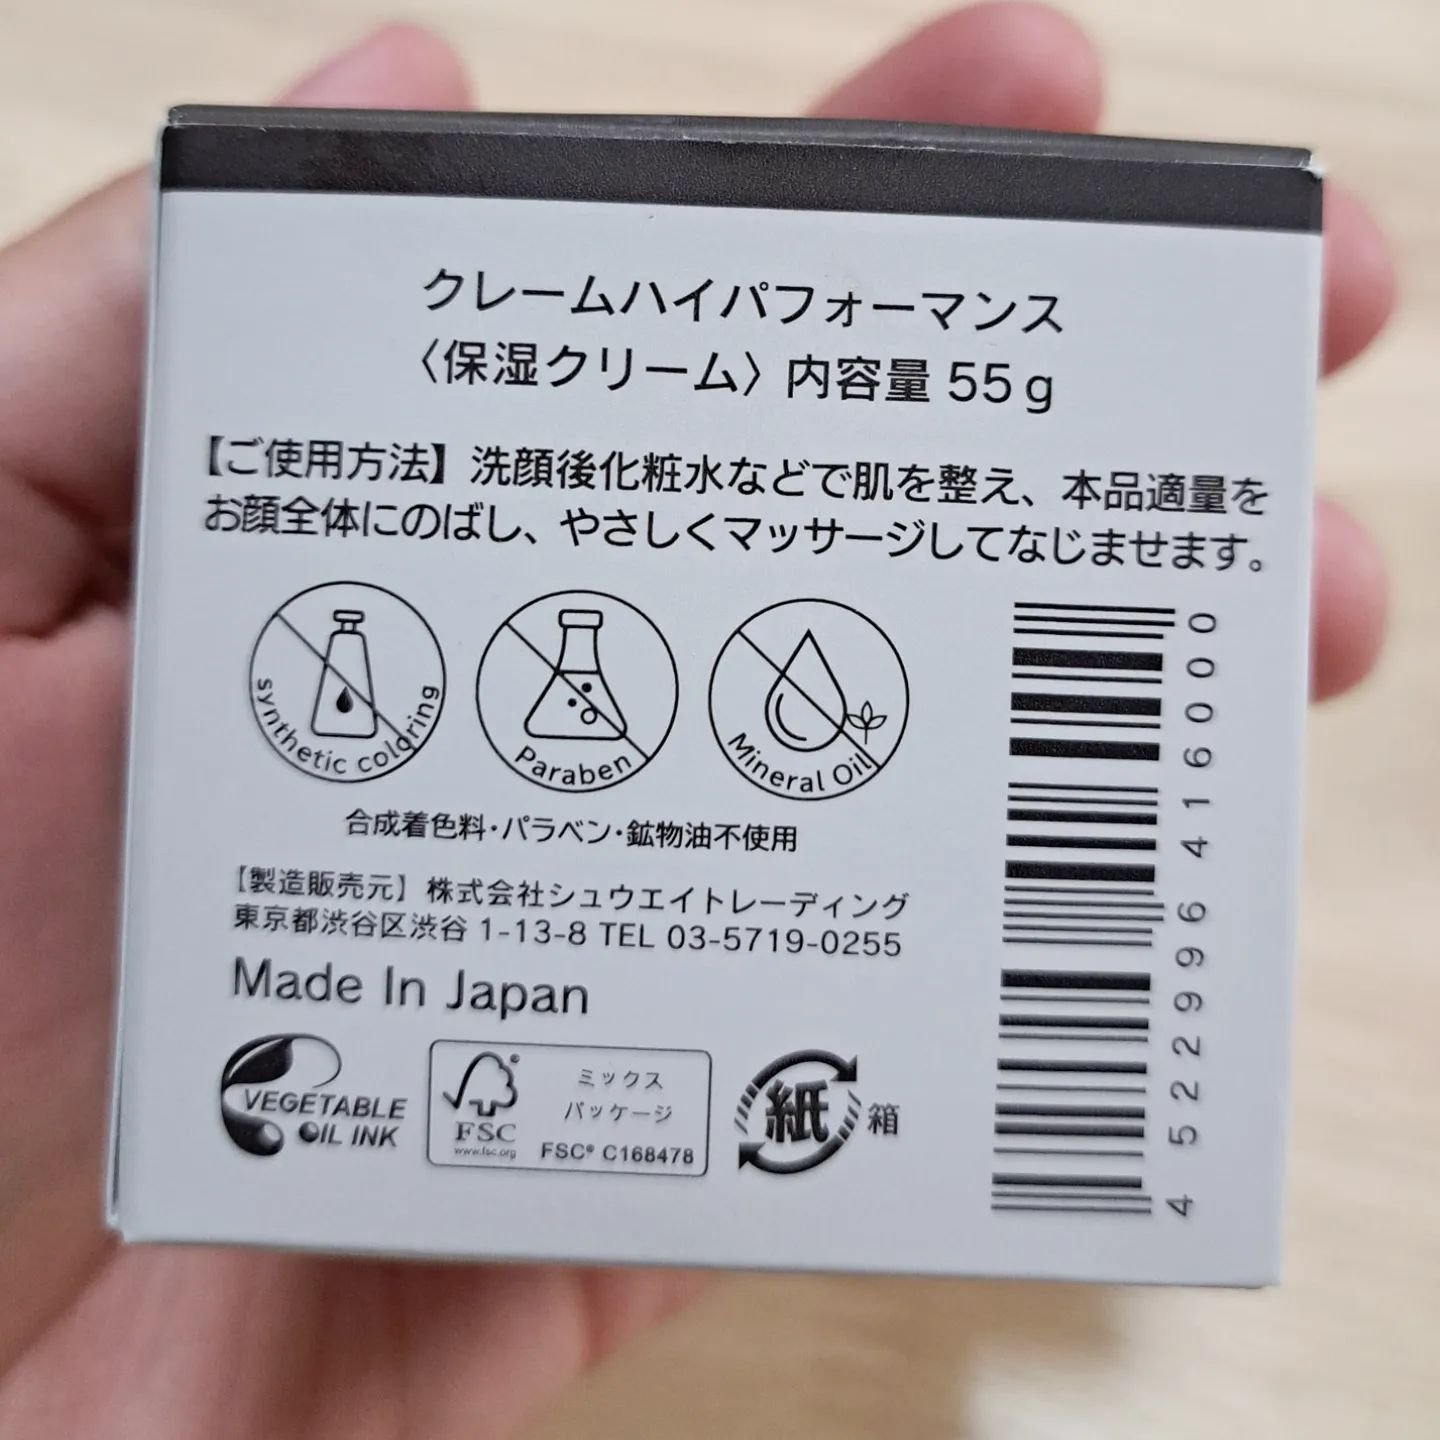 クレームハイパフォーマンス
〈保湿クリーム〉内容量 55g
【ご使用方法】洗顔後化粧水などで肌を整え、本品適量を
お顔全体にのばし、やさしくマッサージしてなじませます。
synthetic coloring
Paraben
Mineral Oil
合成着色料・パラベン・鉱物油不使用
【製造販売元】株式会社シュウエイトレーディング
東京都渋谷区渋谷 1-13-8 TEL 03-5719-0255
Made In Japan
VEGETABLE
OIL INK
FSC
www.fsc.org
ミックス
パッケージ
FSC® C168478
紙
箱
4522996416000